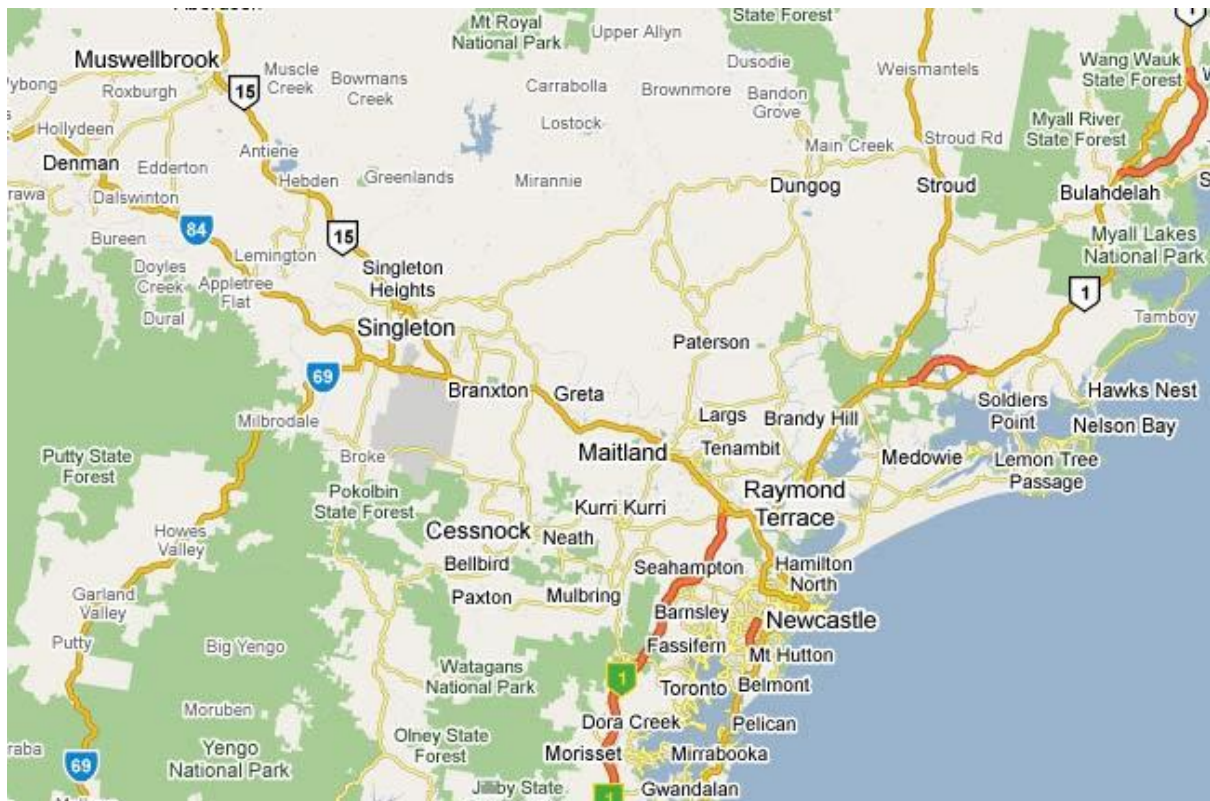 Aberdeen
Mt Royal
National Park
Upper Allyn
State Forest
1
Muswellbrook
Muscle
Creek
Bowmans
Creek
Dusodie
Weismantels
Wang Wauk
State Forest
Wybong
Roxburgh
15
Carrabolla
Brownmore
Bandon
Grove
Hollydeen
Lostock
Myall River
State Forest
Denman
Edderton
Antiene
Main Creek
Stroud Rd
Hebden
Greenlands
Mirannie
Dungog
Stroud
Bulahdelah
S
rawa
Dalswinton
84
15
Bureen
Lemington
Myall Lakes
National Park
Doyles
Creek
Appletree
Flat
Singleton
Heights
1
Dural
Singleton
Tamboy
Paterson
69
Branxton
Greta
Hawks Nest
Soldiers
Point
Milbrodale
Largs
Brandy Hill
Nelson Bay
Putty State
Forest
Broke
Maitland
Tenambit
Medowie
Lemon Tree
Passage
Pokolbin
State Forest
Raymond
Terrace
Kurri Kurri
Howes
Valley
Cessnock
Neath
Bellbird
Seahampton
Hamilton
North
Garland
Valley
Paxton
Mulbring
Barnsley
Newcastle
Putty
Big Yengo
Fassifern
Mt Hutton
Watagans
National Park
1
Toronto
Belmont
Moruben
Dora Creek
Pelican
raba
Yengo
National Park
Olney State
Forest
Morisset
Mirrabooka
69
State
1
Gwandalan